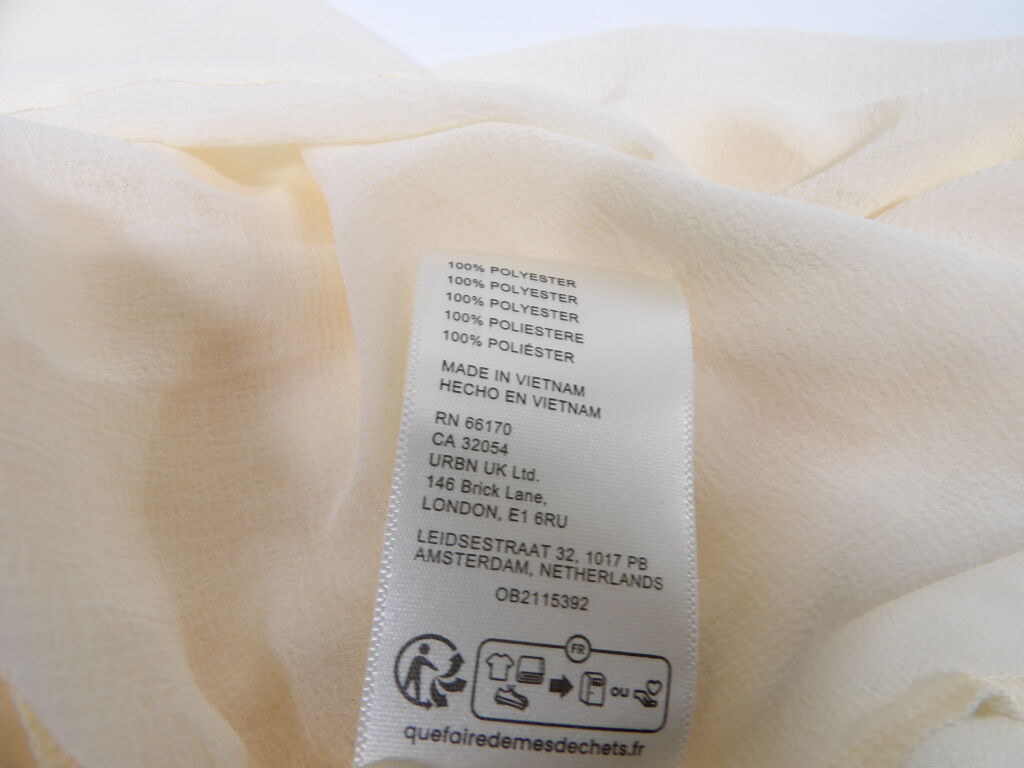 100% POLYESTER
100% POLYESTER
100% POLYESTER
100% POLIESTERE
100% POLIÉSTER
MADE IN VIETNAM
HECHO EN VIETNAM
RN 66170
CA 32054
URBN UK Ltd.
146 Brick Lane,
LONDON, E1 6RU
LEIDSESTRAAT 32, 1017 PB
AMSTERDAM, NETHERLANDS
OB2115392
FR
OU
quefairedemesdechets.fr